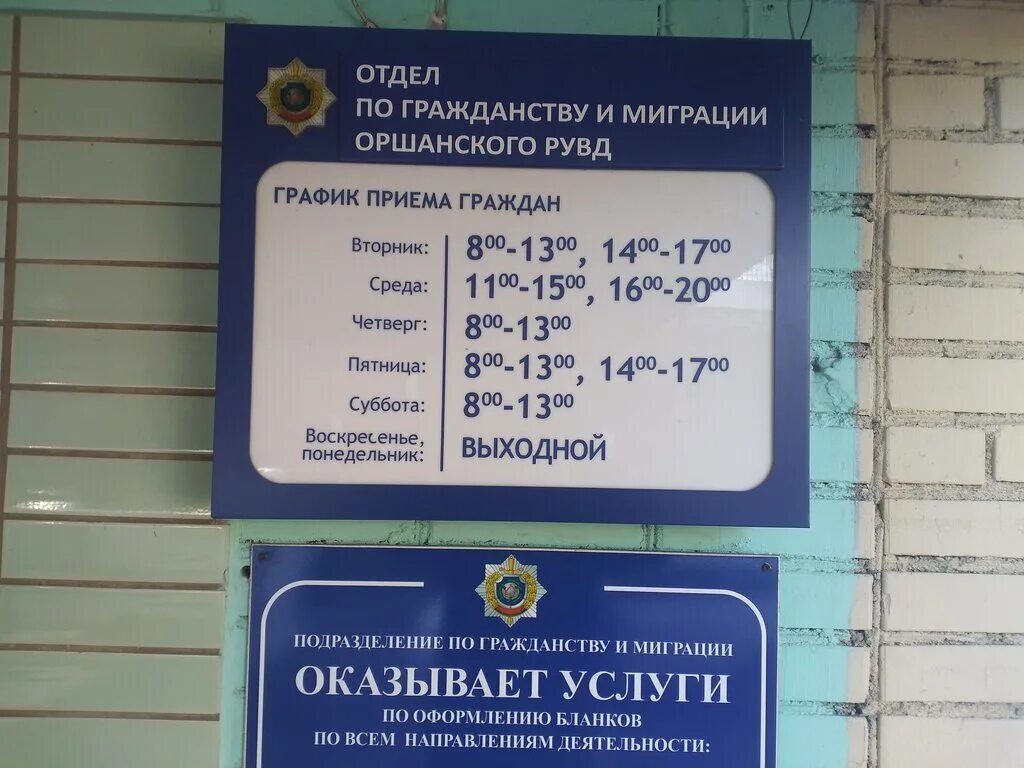 ОТДЕЛ
ПО ГРАЖДАНСТВУ И МИГРАЦИИ
ОРШАНСКОГО РУВД
ГРАФИК ПРИЕМА ГРАЖДАН
Вторник: 8⁰⁰-13⁰⁰, 14⁰⁰-17⁰⁰
Среда: 11⁰⁰-15⁰⁰, 16⁰⁰-20⁰⁰
Четверг: 8⁰⁰-13⁰⁰
Пятница: 8⁰⁰-13⁰⁰, 14⁰⁰-17⁰⁰
Суббота: 8⁰⁰-13⁰⁰
Воскресенье,
понедельник: ВЫХОДНОЙ
ПОДРАЗДЕЛЕНИЕ ПО ГРАЖДАНСТВУ И МИГРАЦИИ
ОКАЗЫВАЕТ УСЛУГИ
ПО ОФОРМЛЕНИЮ БЛАНКОВ
ПО ВСЕМ НАПРАВЛЕНИЯМ ДЕЯТЕЛЬНОСТИ: